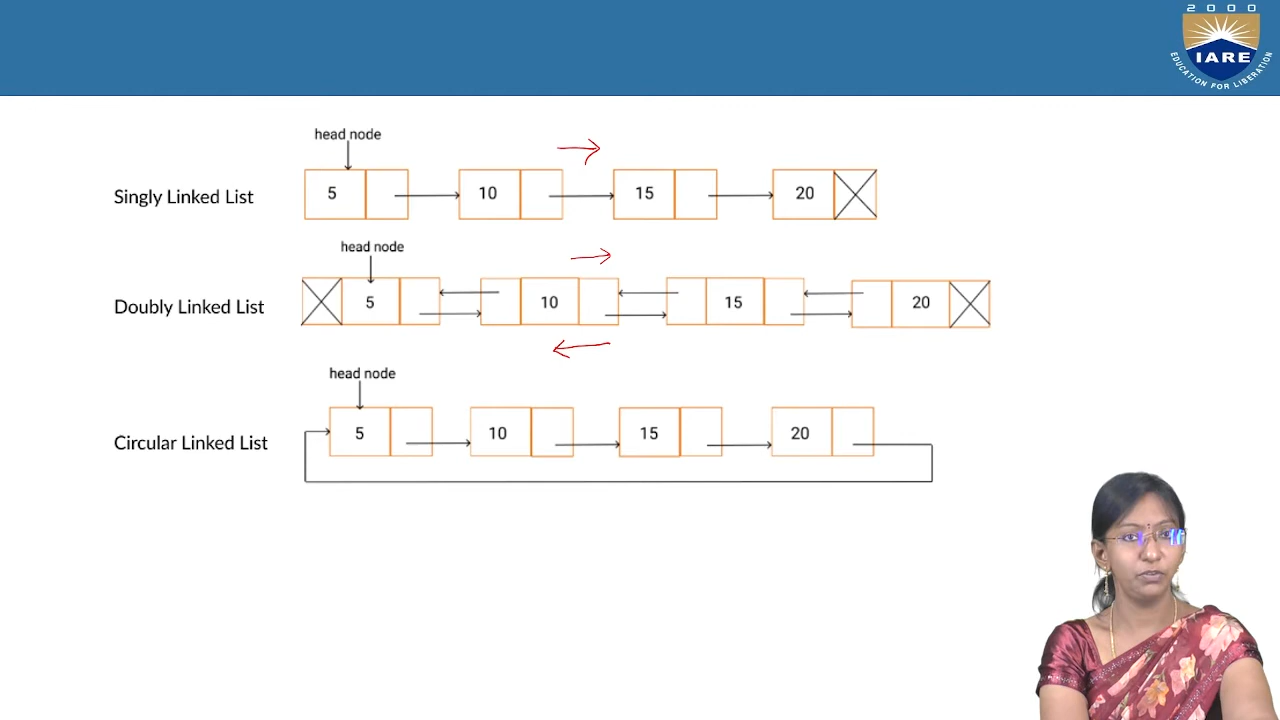 2000
IARE
EDUCATION FOR LIBERATION
head node
Singly Linked List
5 10 15 20
head node
Doubly Linked List
5 10 15 20
head node
Circular Linked List
5 10 15 20